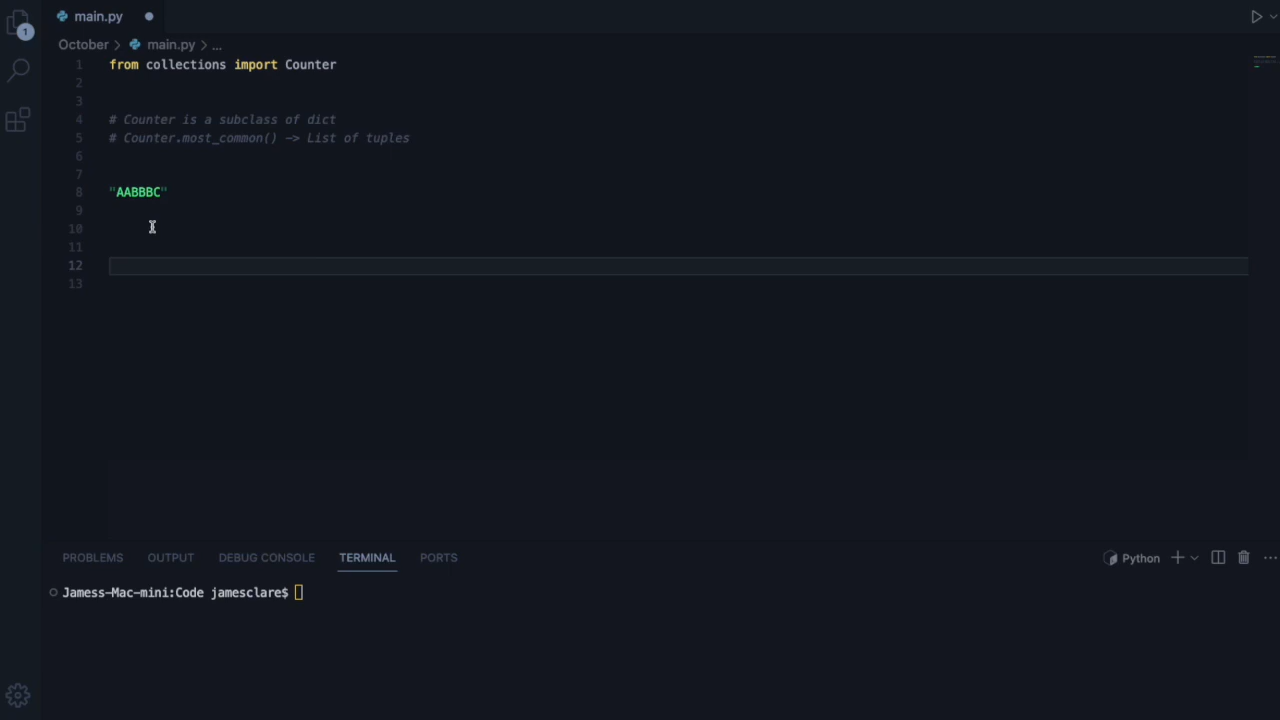 main.py
1
October > main.py > ...
1 from collections import Counter
2
3
4 # Counter is a subclass of dict
5 # Counter.most_common() -> List of tuples
6
7
8 "AABBBC"
9
10
11
12
13
PROBLEMS OUTPUT DEBUG CONSOLE TERMINAL PORTS Python
Jamess-Mac-mini:Code jamesclare$